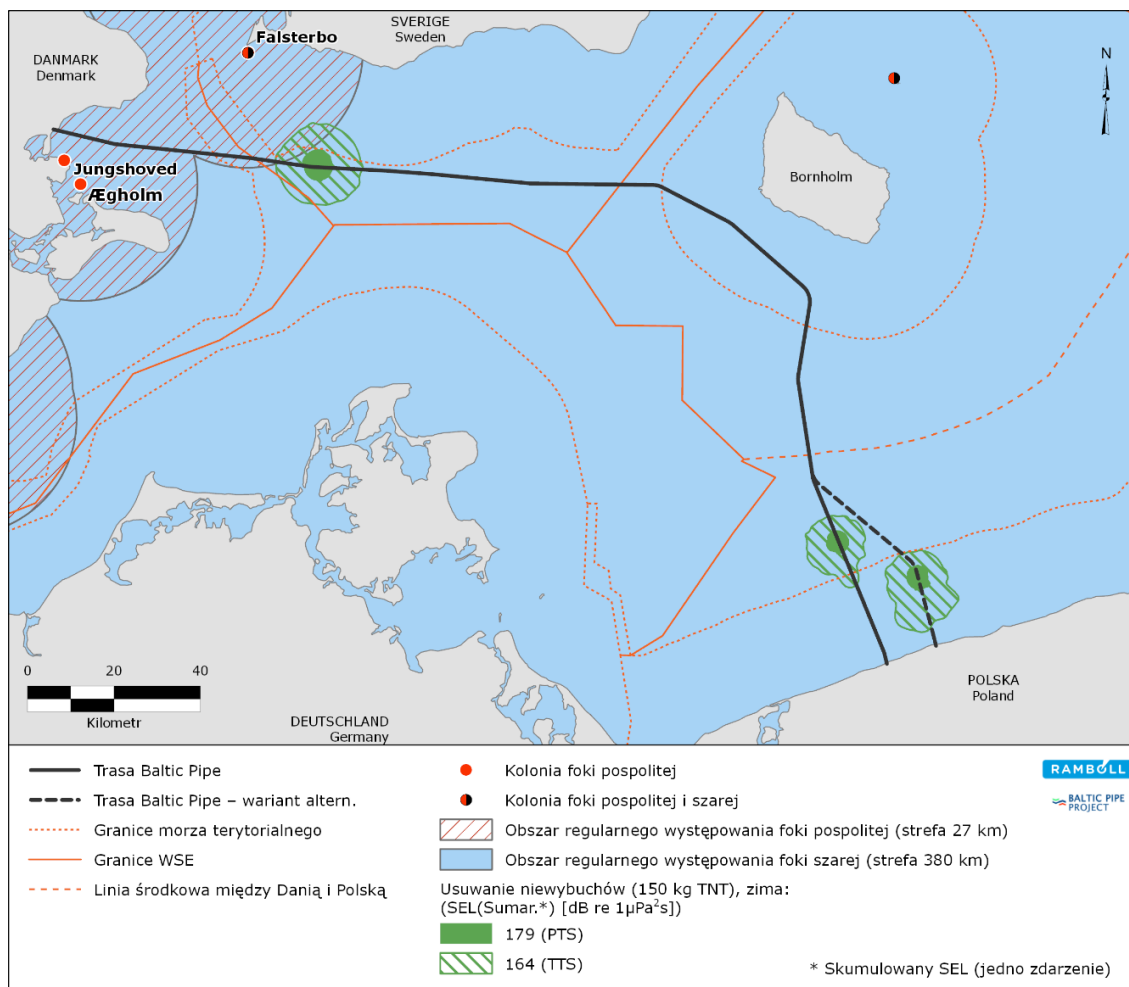 SVERIGE
Sweden
Falsterbo
DANMARK
Denmark
N
Jungshoved
Ægholm
Bornholm
0 20 40
Kilometr
DEUTSCHLAND
Germany
POLSKA
Poland
Trasa Baltic Pipe
Trasa Baltic Pipe – wariant altern.
Granice morza terytorialnego
Granice WSE
Linia środkowa między Danią i Polską
Kolonia foki pospolitej
Kolonia foki pospolitej i szarej
Obszar regularnego występowania foki pospolitej (strefa 27 km)
Obszar regularnego występowania foki szarej (strefa 380 km)
Usuwanie niewybuchów (150 kg TNT), zima:
(SEL(Sumar.*) [dB re 1µPa²s])
179 (PTS)
164 (TTS)
RAMBOLL
BALTIC PIPE
PROJECT
* Skumulowany SEL (jedno zdarzenie)